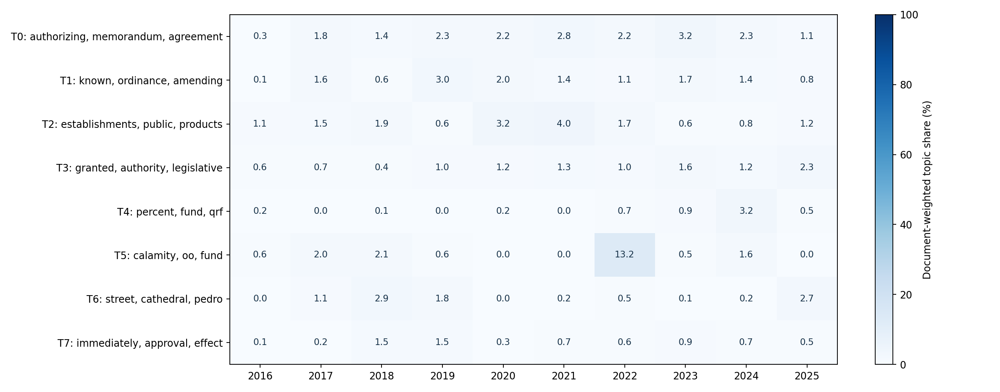 T0: authorizing, memorandum, agreement 0.3 1.8 1.4 2.3 2.2 2.8 2.2 3.2 2.3 1.1
T1: known, ordinance, amending 0.1 1.6 0.6 3.0 2.0 1.4 1.1 1.7 1.4 0.8
T2: establishments, public, products 1.1 1.5 1.9 0.6 3.2 4.0 1.7 0.6 0.8 1.2
T3: granted, authority, legislative 0.6 0.7 0.4 1.0 1.2 1.3 1.0 1.6 1.2 2.3
T4: percent, fund, qrf 0.2 0.0 0.1 0.0 0.2 0.0 0.7 0.9 3.2 0.5
T5: calamity, oo, fund 0.6 2.0 2.1 0.6 0.0 0.0 13.2 0.5 1.6 0.0
T6: street, cathedral, pedro 0.0 1.1 2.9 1.8 0.0 0.2 0.5 0.1 0.2 2.7
T7: immediately, approval, effect 0.1 0.2 1.5 1.5 0.3 0.7 0.6 0.9 0.7 0.5
2016 2017 2018 2019 2020 2021 2022 2023 2024 2025
100
80
60
40
20
0
Document-weighted topic share (%)